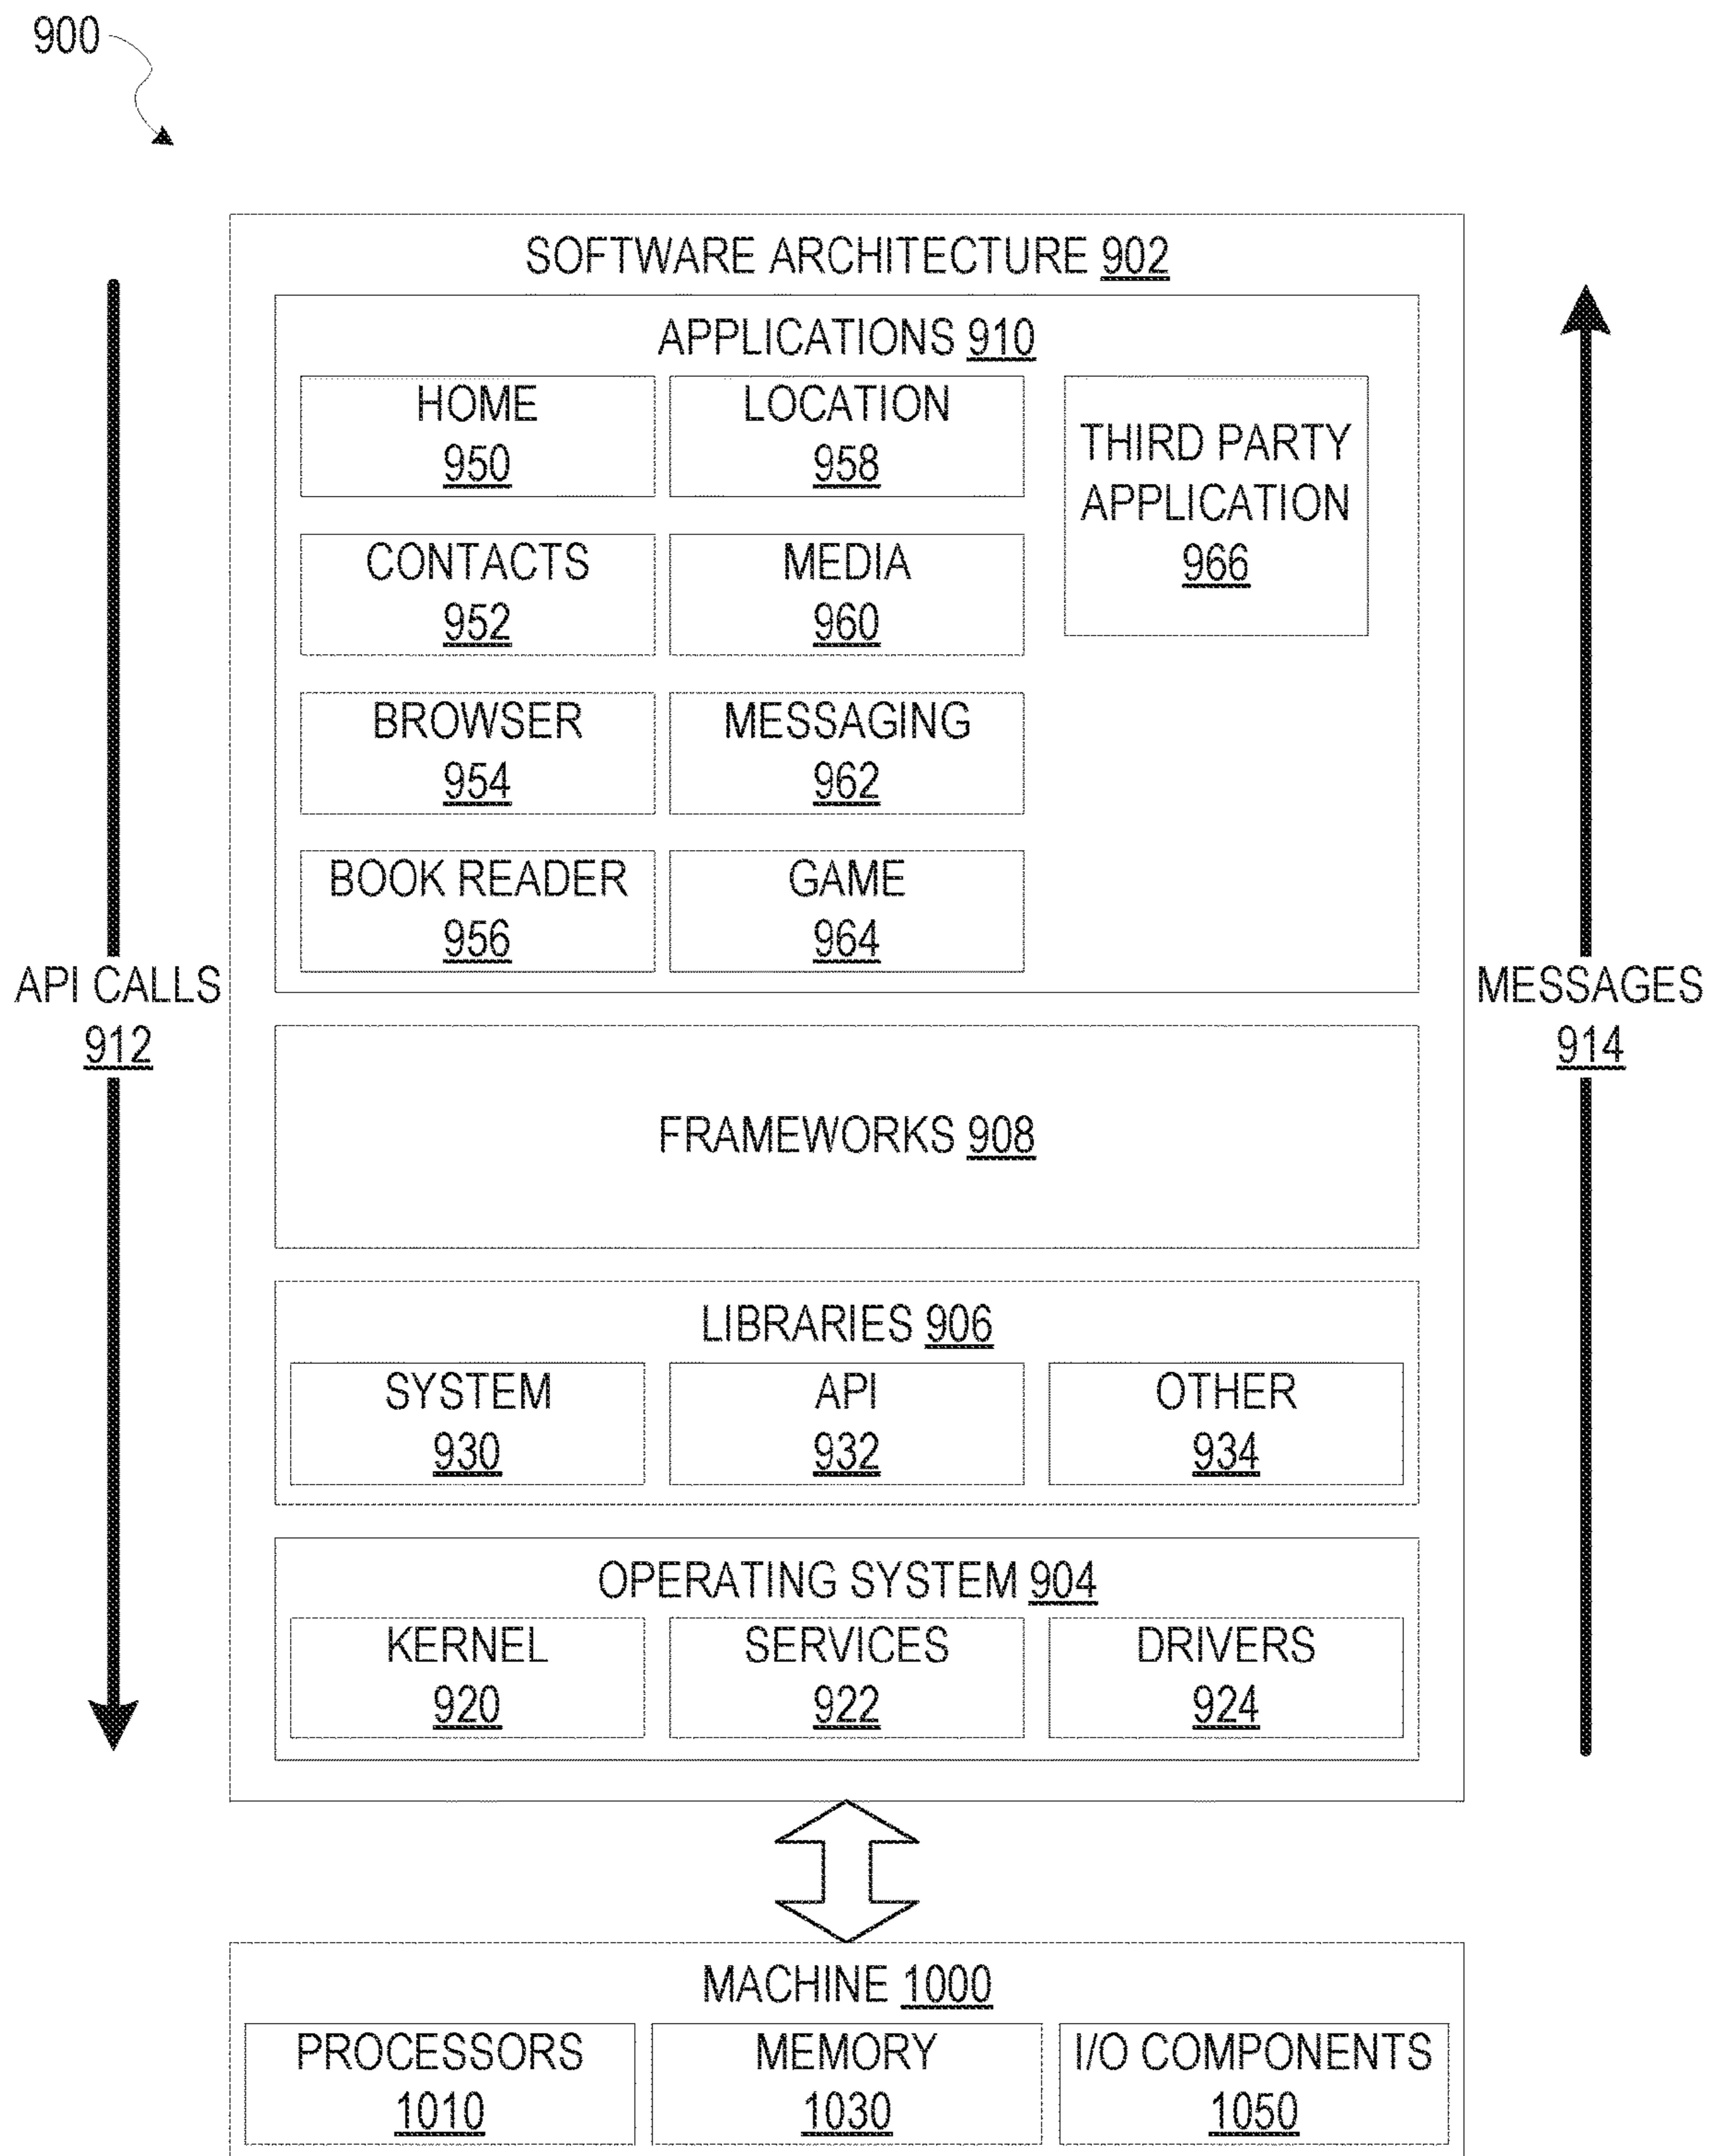 900
SOFTWARE ARCHITECTURE 902
APPLICATIONS 910
HOME
950
LOCATION
958
THIRD PARTY
APPLICATION
966
CONTACTS
952
MEDIA
960
BROWSER
954
MESSAGING
962
BOOK READER
956
GAME
964
API CALLS
912
MESSAGES
914
FRAMEWORKS 908
LIBRARIES 906
SYSTEM
930
API
932
OTHER
934
OPERATING SYSTEM 904
KERNEL
920
SERVICES
922
DRIVERS
924
MACHINE 1000
PROCESSORS
1010
MEMORY
1030
I/O COMPONENTS
1050